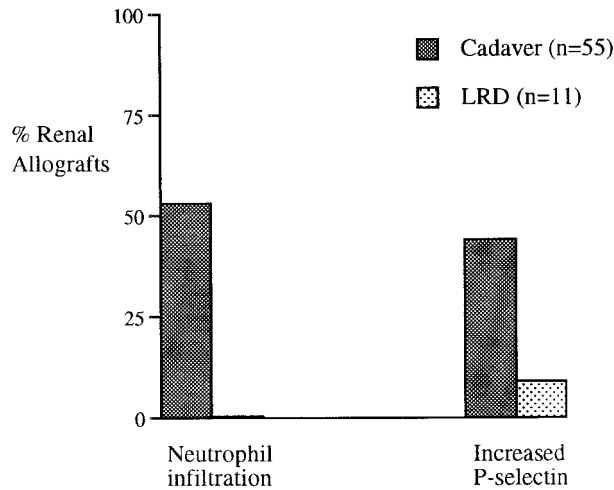 100
75
50
25
0
% Renal
Allografts
Cadaver (n=55)
LRD (n=11)
Neutrophil
infiltration
Increased
P-selectin